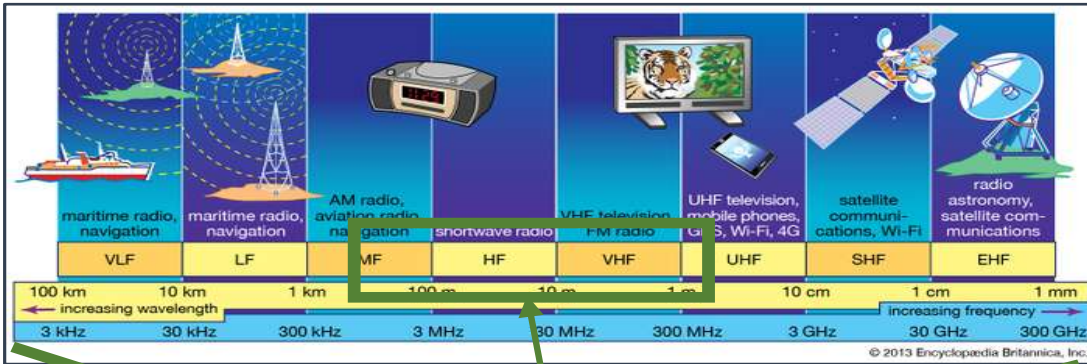 11:29
AM radio,
UHF television,
radio
maritime radio,
maritime radio,
aviation radio
VHF television
mobile phones,
satellite
astronomy,
navigation
navigation
navigation
shortwave radio
FM radio
GPS, Wi-Fi, 4G
communi-
satellite com-
cations, Wi-Fi
munications
VLF LF MF HF VHF UHF SHF EHF
100 km 10 km 1 km 100 m 10 m 1 m 10 cm 1 cm 1 mm
increasing wavelength increasing frequency
3 kHz 30 kHz 300 kHz 3 MHz 30 MHz 300 MHz 3 GHz 30 GHz 300 GHz
© 2013 Encyclopædia Britannica, Inc.